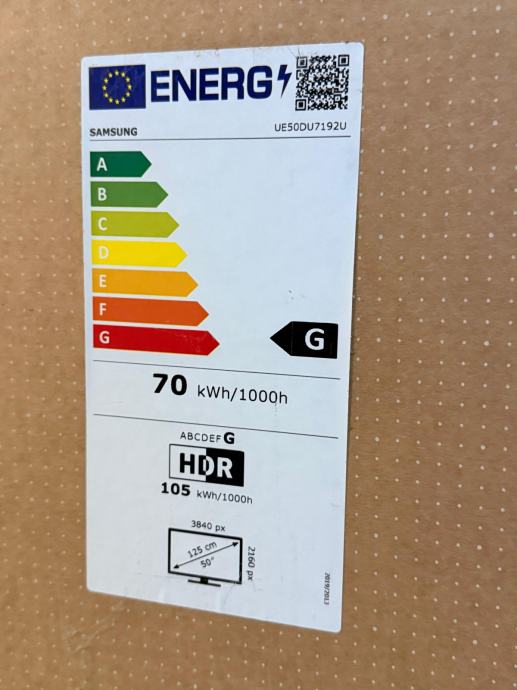 ENERG
SAMSUNG UE50DU7192U
A
B
C
D
E
F
G
G
70 kWh/1000h
ABCDEFG
HDR
105 kWh/1000h
3840 px
125 cm
50"
2160 px
2019/2013